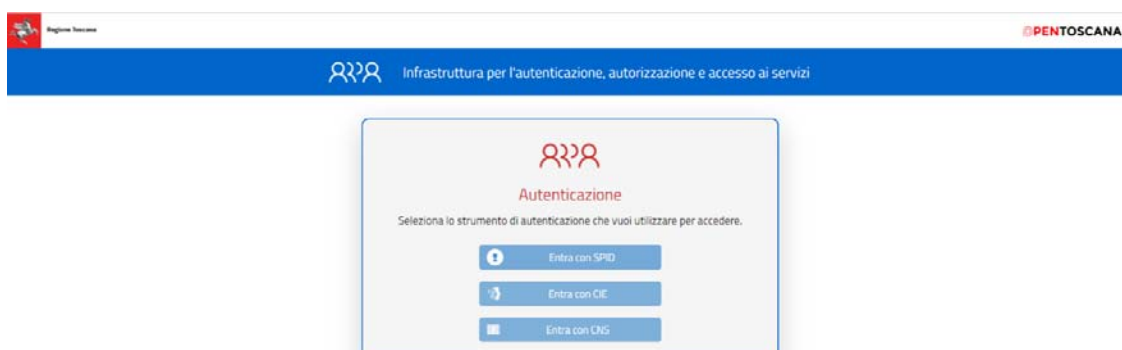 Regione Toscana
OPENTOSCANA
Infrastruttura per l'autenticazione, autorizzazione e accesso ai servizi
Autenticazione
Seleziona lo strumento di autenticazione che vuoi utilizzare per accedere.
Entra con SPID
Entra con CIE
Entra con CNS